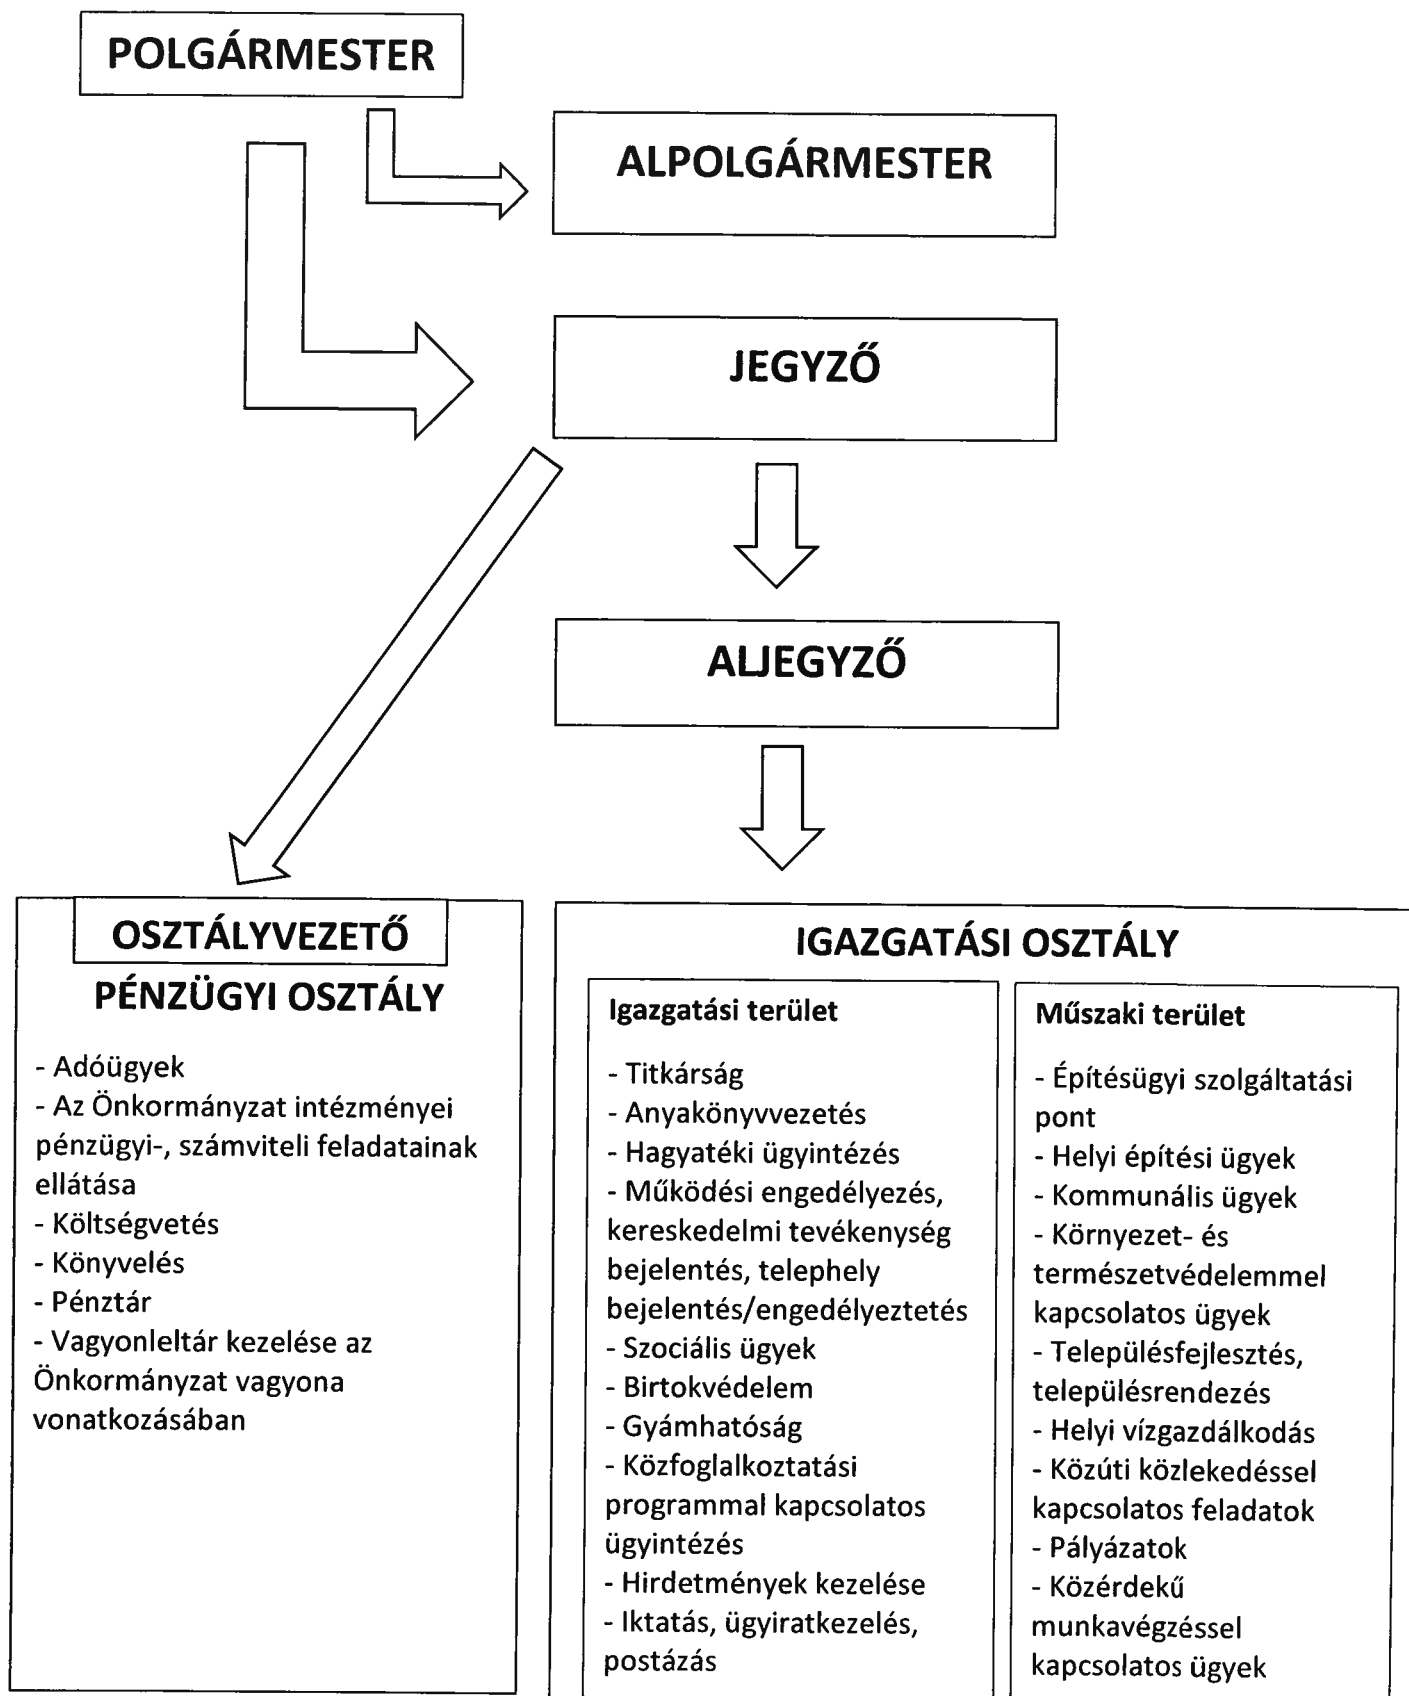 POLGÁRMESTER
ALPOLGÁRMESTER
JEGYZŐ
ALJEGYZŐ
OSZTÁLYVEZETŐ
PÉNZÜGYI OSZTÁLY
- Adóügyek
- Az Önkormányzat intézményei
pénzügyi-, számviteli feladatainak
ellátása
- Költségvetés
- Könyvelés
- Pénztár
- Vagyonleltár kezelése az
Önkormányzat vagyona
vonatkozásában
IGAZGATÁSI OSZTÁLY
Igazgatási terület
- Titkárság
- Anyakönyvvezetés
- Hagyatéki ügyintézés
- Működési engedélyezés,
kereskedelmi tevékenység
bejelentés, telephely
bejelentés/engedélyeztetés
- Szociális ügyek
- Birtokvédelem
- Gyámhatóság
- Közfoglalkoztatási
programmal kapcsolatos
ügyintézés
- Hirdetmények kezelése
- Iktatás, ügyiratkezelés,
postázás
Műszaki terület
- Építésügyi szolgáltatási
pont
- Helyi építési ügyek
- Kommunális ügyek
- Környezet- és
természetvédelemmel
kapcsolatos ügyek
- Településfejlesztés,
településrendezés
- Helyi vízgazdálkodás
- Közúti közlekedéssel
kapcsolatos feladatok
- Pályázatok
- Közérdekű
munkavégzéssel
kapcsolatos ügyek